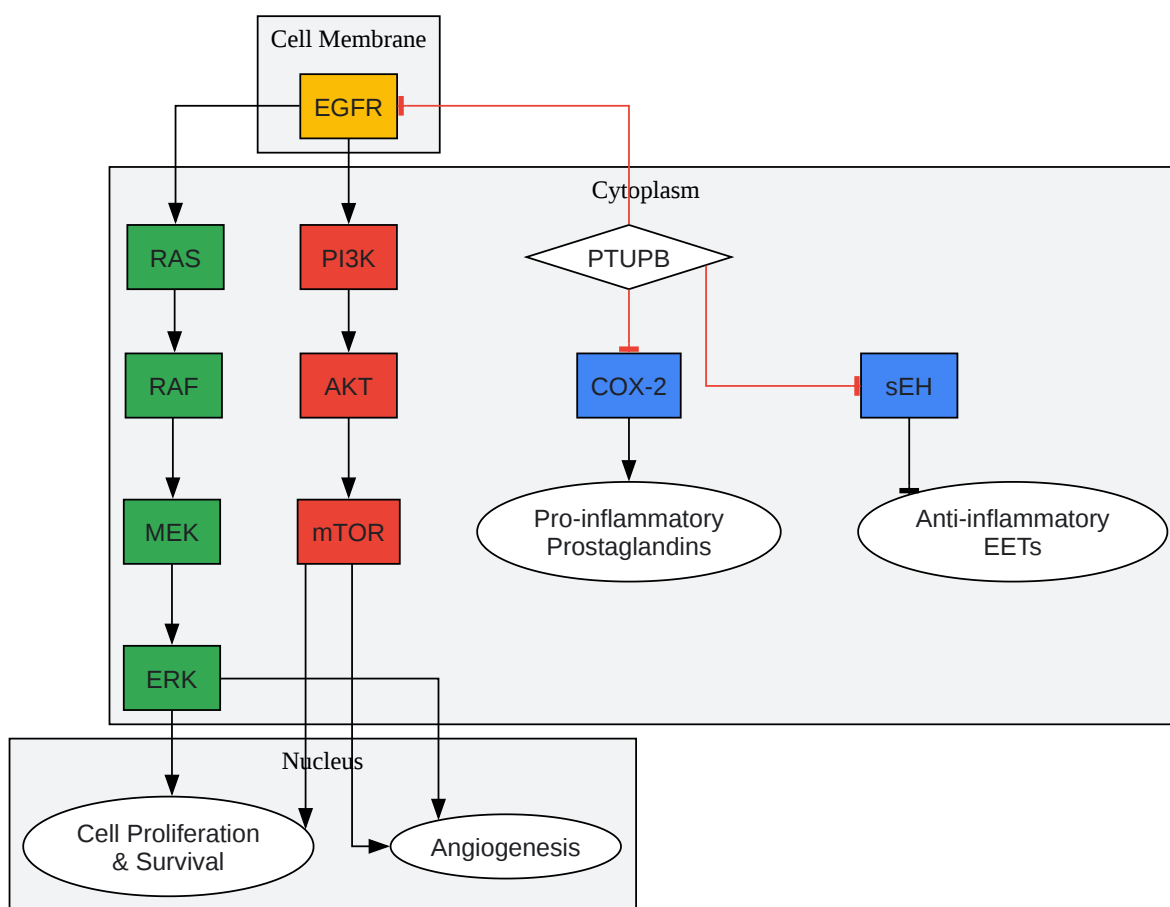 Cell Membrane
EGFR
Cytoplasm
RAS
PI3K
PTUPB
RAF
AKT
COX-2
sEH
MEK
mTOR
Pro-inflammatory
Prostaglandins
Anti-inflammatory
EETs
ERK
Nucleus
Cell Proliferation
& Survival
Angiogenesis